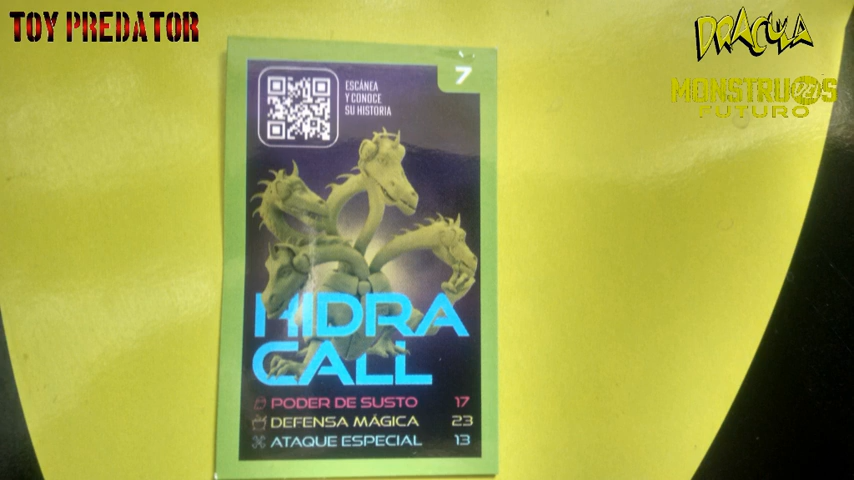 TOY PREDATOR
DRACULA
MONSTRUOS
DEL
FUTURO
7
ESCÁNEA
Y CONOCE
SU HISTORIA
HIDRA
CALL
PODER DE SUSTO 17
DEFENSA MÁGICA 23
ATAQUE ESPECIAL 13